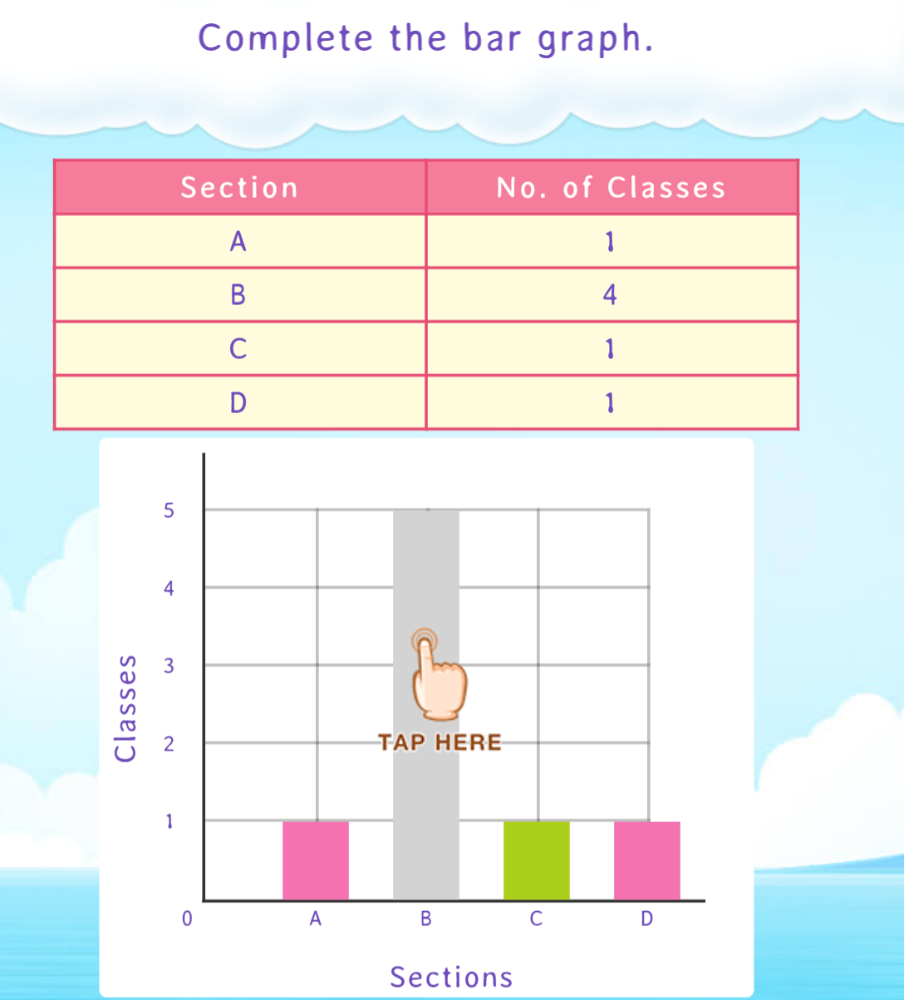 Complete the bar graph.
Section No. of Classes
A 1
B 4
C 1
D 1
5
4
3
2
1
Classes
TAP HERE
0 A B C D
Sections